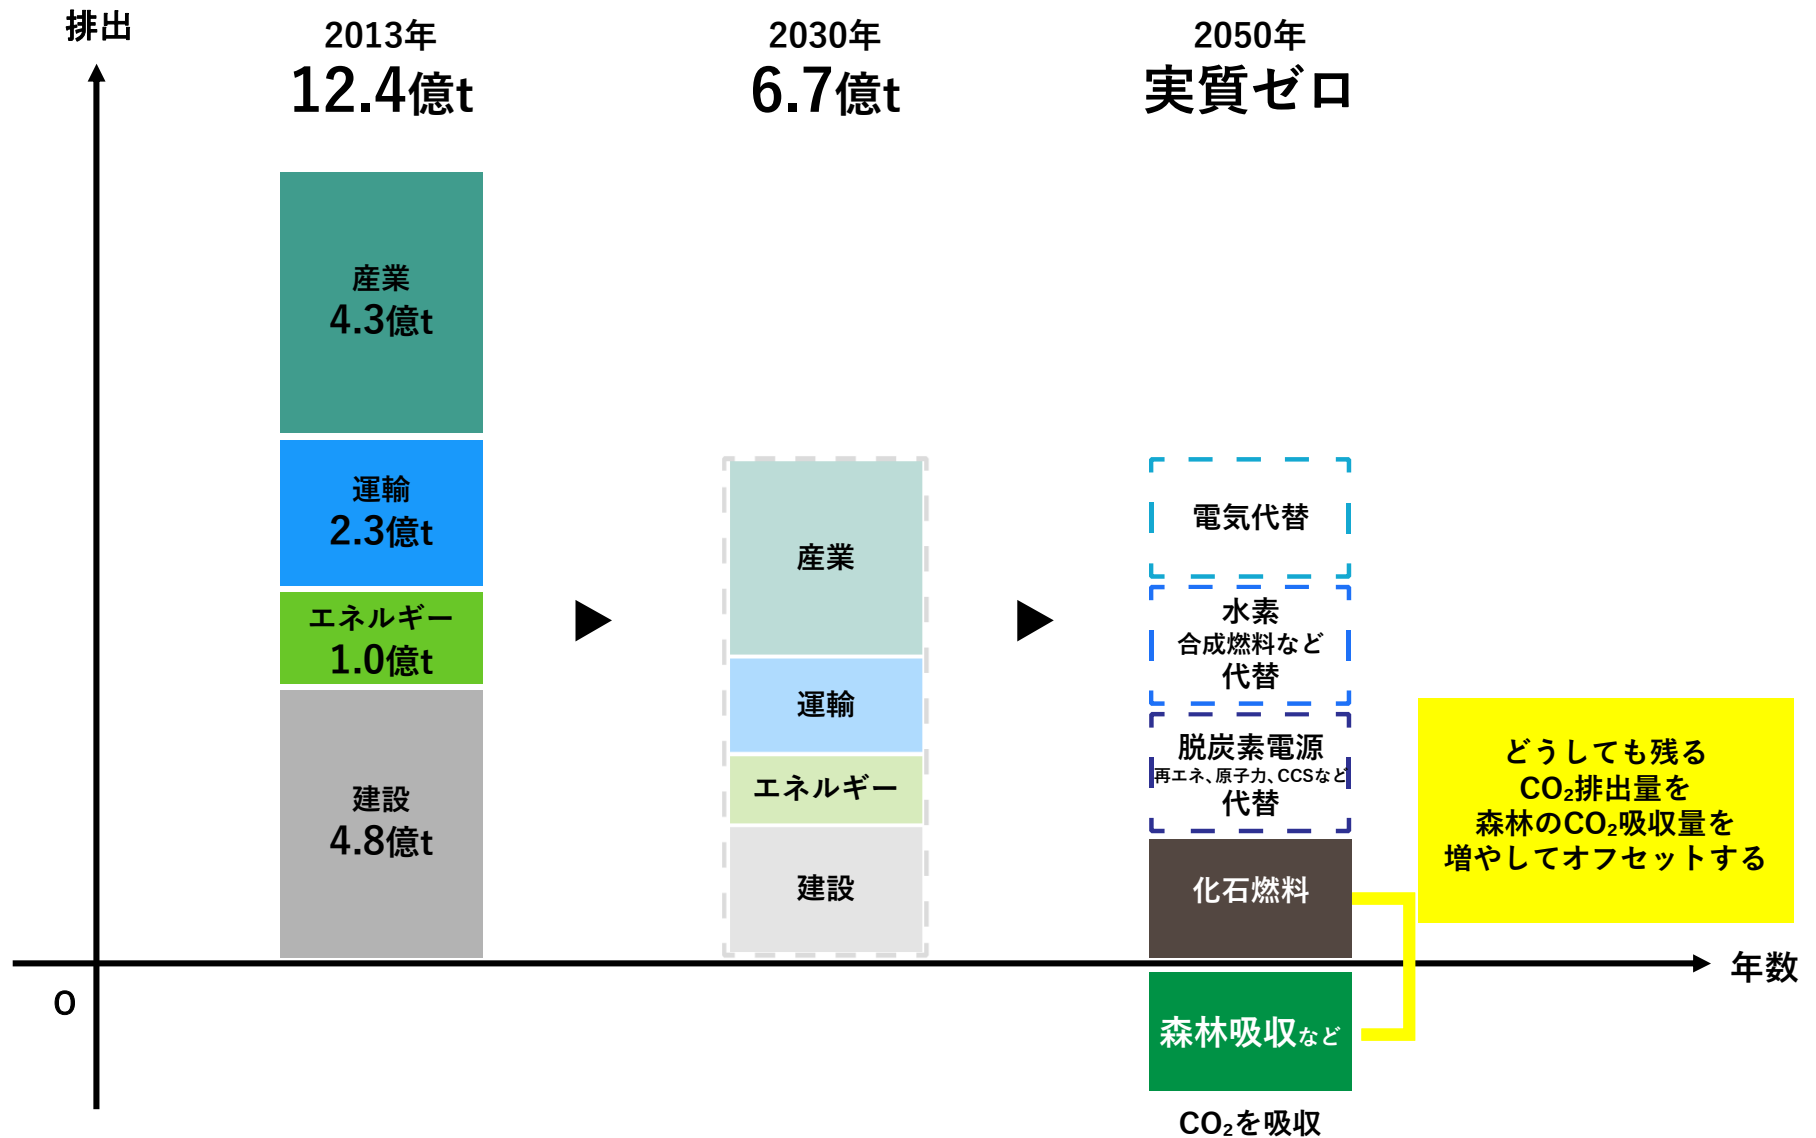 排出
2013年
12.4億t
2030年
6.7億t
2050年
実質ゼロ
産業
4.3億t
運輸
2.3億t
エネルギー
1.0億t
建設
4.8億t
産業
運輸
エネルギー
建設
電気代替
水素
合成燃料など
代替
脱炭素電源
再エネ、原子力、CCSなど
代替
化石燃料
森林吸収など
CO₂を吸収
どうしても残る
CO₂排出量を
森林のCO₂吸収量を
増やしてオフセットする
年数
O